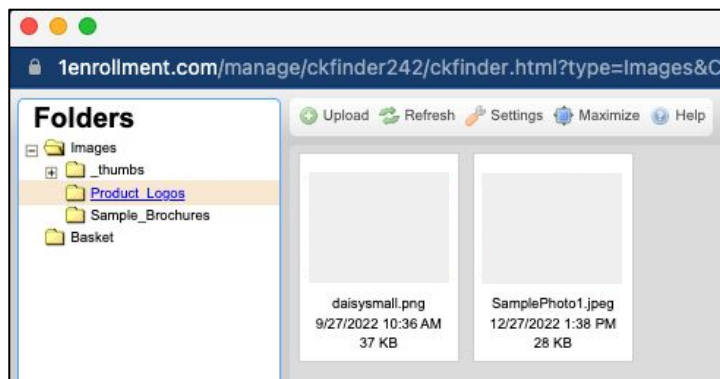 1enrollment.com/manage/ckfinder242/ckfinder.html?type=Images&C
Folders
Images
_thumbs
Product_Logos
Sample_Brochures
Basket
Upload Refresh Settings Maximize Help
daisysmall.png
9/27/2022 10:36 AM
37 KB
SamplePhoto1.jpeg
12/27/2022 1:38 PM
28 KB